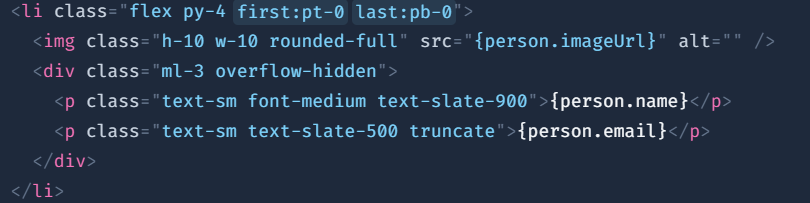 <li class="flex py-4 first:pt-0 last:pb-0">
<img class="h-10 w-10 rounded-full" src="{person.imageUrl}" alt="" />
<div class="ml-3 overflow-hidden">
<p class="text-sm font-medium text-slate-900">{person.name}</p>
<p class="text-sm text-slate-500 truncate">{person.email}</p>
</div>
</li>